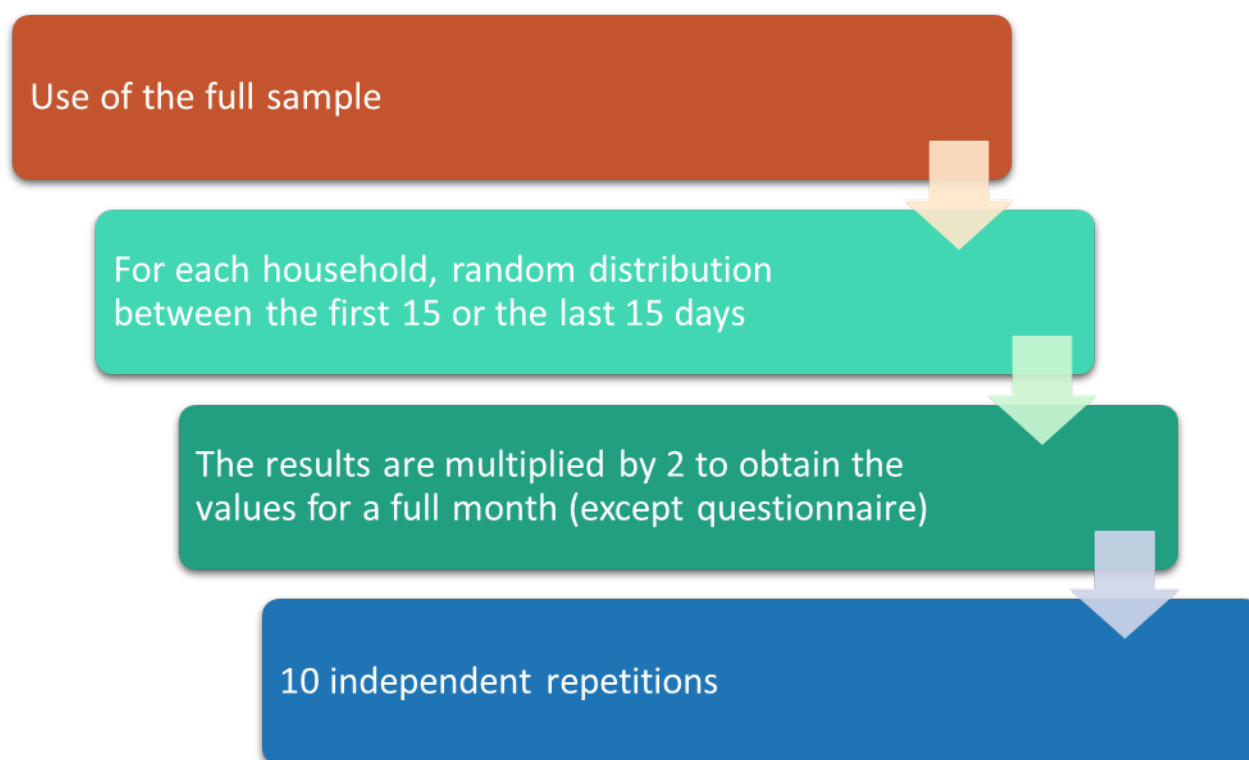 Use of the full sample
For each household, random distribution
between the first 15 or the last 15 days
The results are multiplied by 2 to obtain the
values for a full month (except questionnaire)
10 independent repetitions